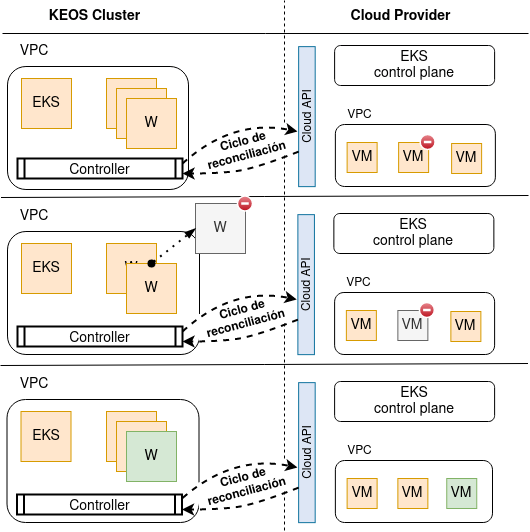 KEOS Cluster
Cloud Provider
VPC
EKS
W
Controller
Ciclo de
reconciliación
Cloud API
EKS
control plane
VPC
VM
VM
VM
VPC
EKS
W
W
Controller
Ciclo de
reconciliación
Cloud API
EKS
control plane
VPC
VM
VM
VM
VPC
EKS
W
Controller
Ciclo de
reconciliación
Cloud API
EKS
control plane
VPC
VM
VM
VM